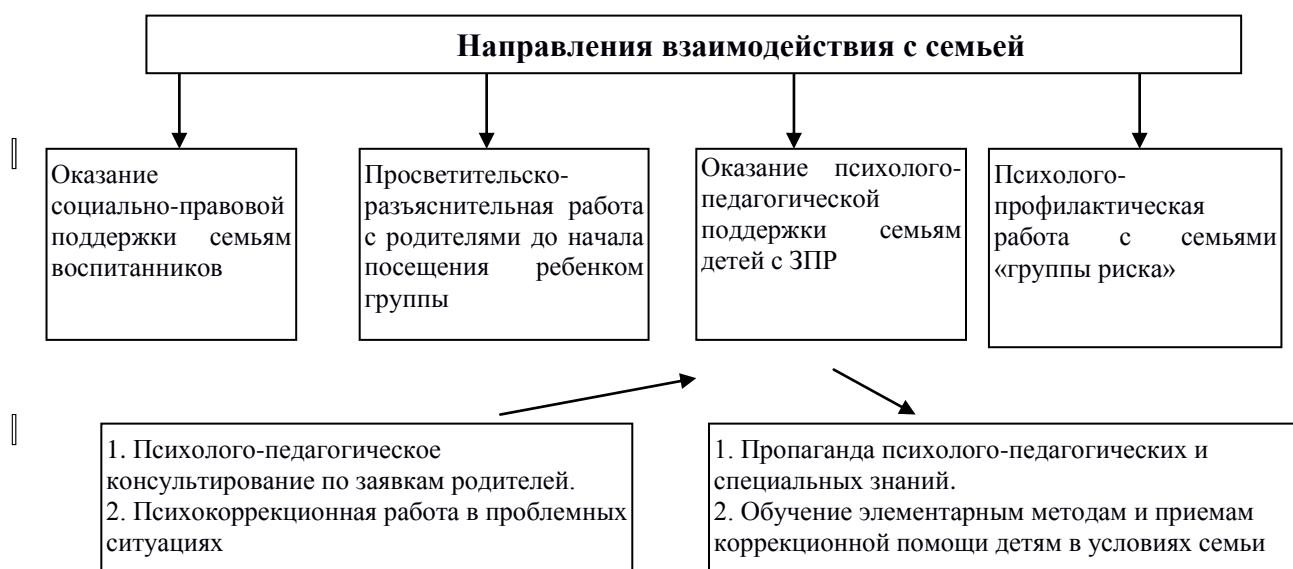 Направления взаимодействия с семьей
Оказание
социально-правовой
поддержки семьям
воспитанников
Просветительско-
разъяснительная работа
с родителями до начала
посещения ребенком
группы
Оказание психолого-
педагогической
поддержки семьям
детей с ЗПР
Психолого-
профилактическая
работа с семьями
«группы риска»
1. Психолого-педагогическое
консультирование по заявкам родителей.
2. Психокоррекционная работа в проблемных
ситуациях
1. Пропаганда психолого-педагогических и
специальных знаний.
2. Обучение элементарным методам и приемам
коррекционной помощи детям в условиях семьи